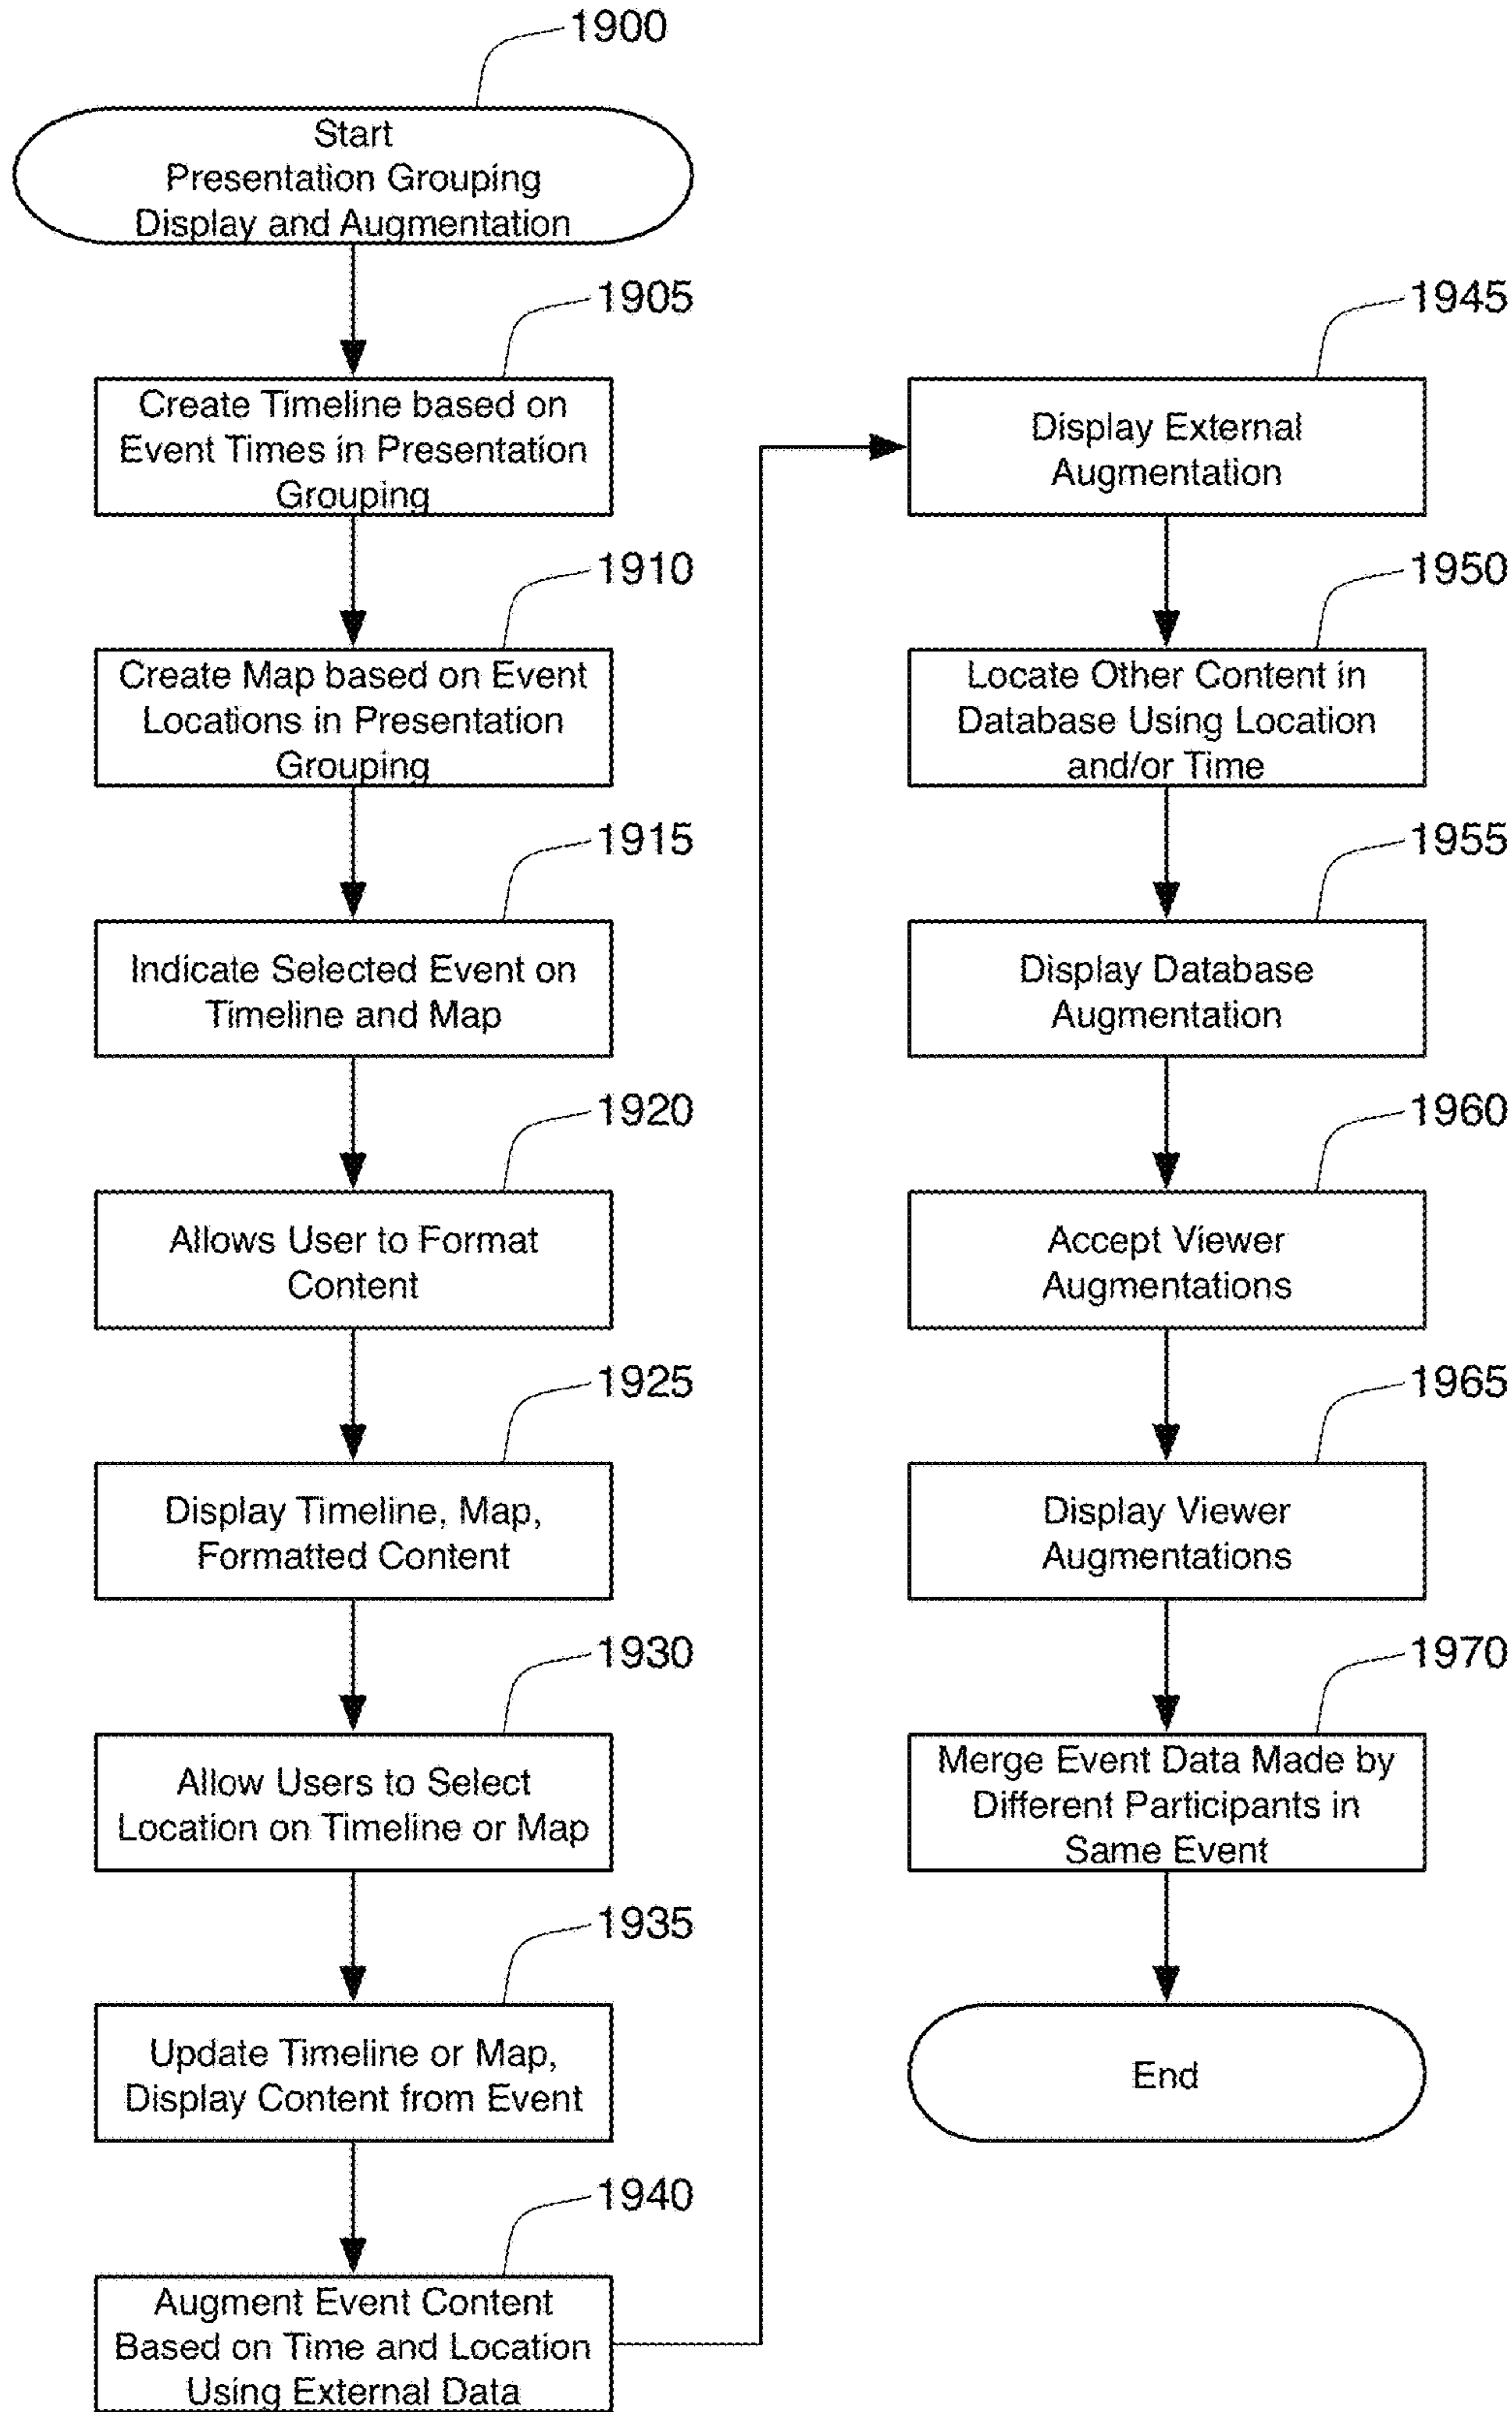 1900
Start
Presentation Grouping
Display and Augmentation
1905
Create Timeline based on
Event Times in Presentation
Grouping
1910
Create Map based on Event
Locations in Presentation
Grouping
1915
Indicate Selected Event on
Timeline and Map
1920
Allows User to Format
Content
1925
Display Timeline, Map,
Formatted Content
1930
Allow Users to Select
Location on Timeline or Map
1935
Update Timeline or Map,
Display Content from Event
1940
Augment Event Content
Based on Time and Location
Using External Data
1945
Display External
Augmentation
1950
Locate Other Content in
Database Using Location
and/or Time
1955
Display Database
Augmentation
1960
Accept Viewer
Augmentations
1965
Display Viewer
Augmentations
1970
Merge Event Data Made by
Different Participants in
Same Event
End